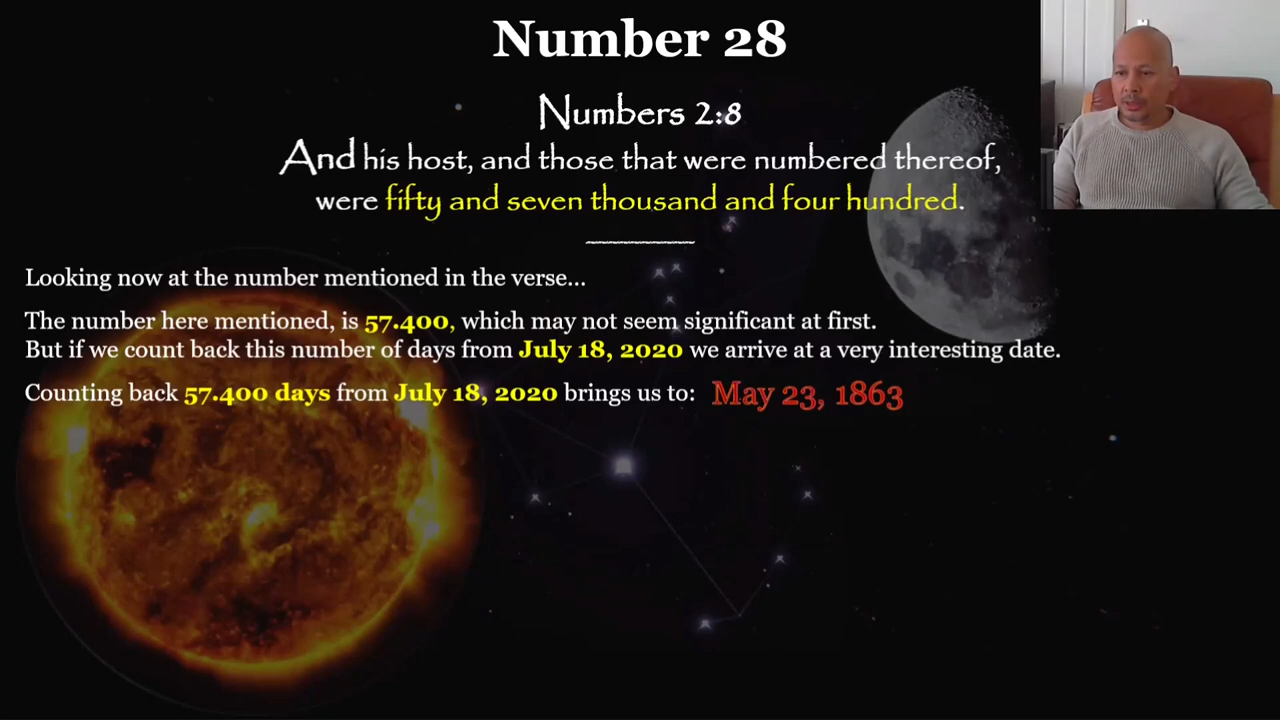 Number 28
Numbers 2:8
And his host, and those that were numbered thereof,
were fifty and seven thousand and four hundred.
Looking now at the number mentioned in the verse...
The number here mentioned, is 57.400, which may not seem significant at first.
But if we count back this number of days from July 18, 2020 we arrive at a very interesting date.
Counting back 57.400 days from July 18, 2020 brings us to: May 23, 1863